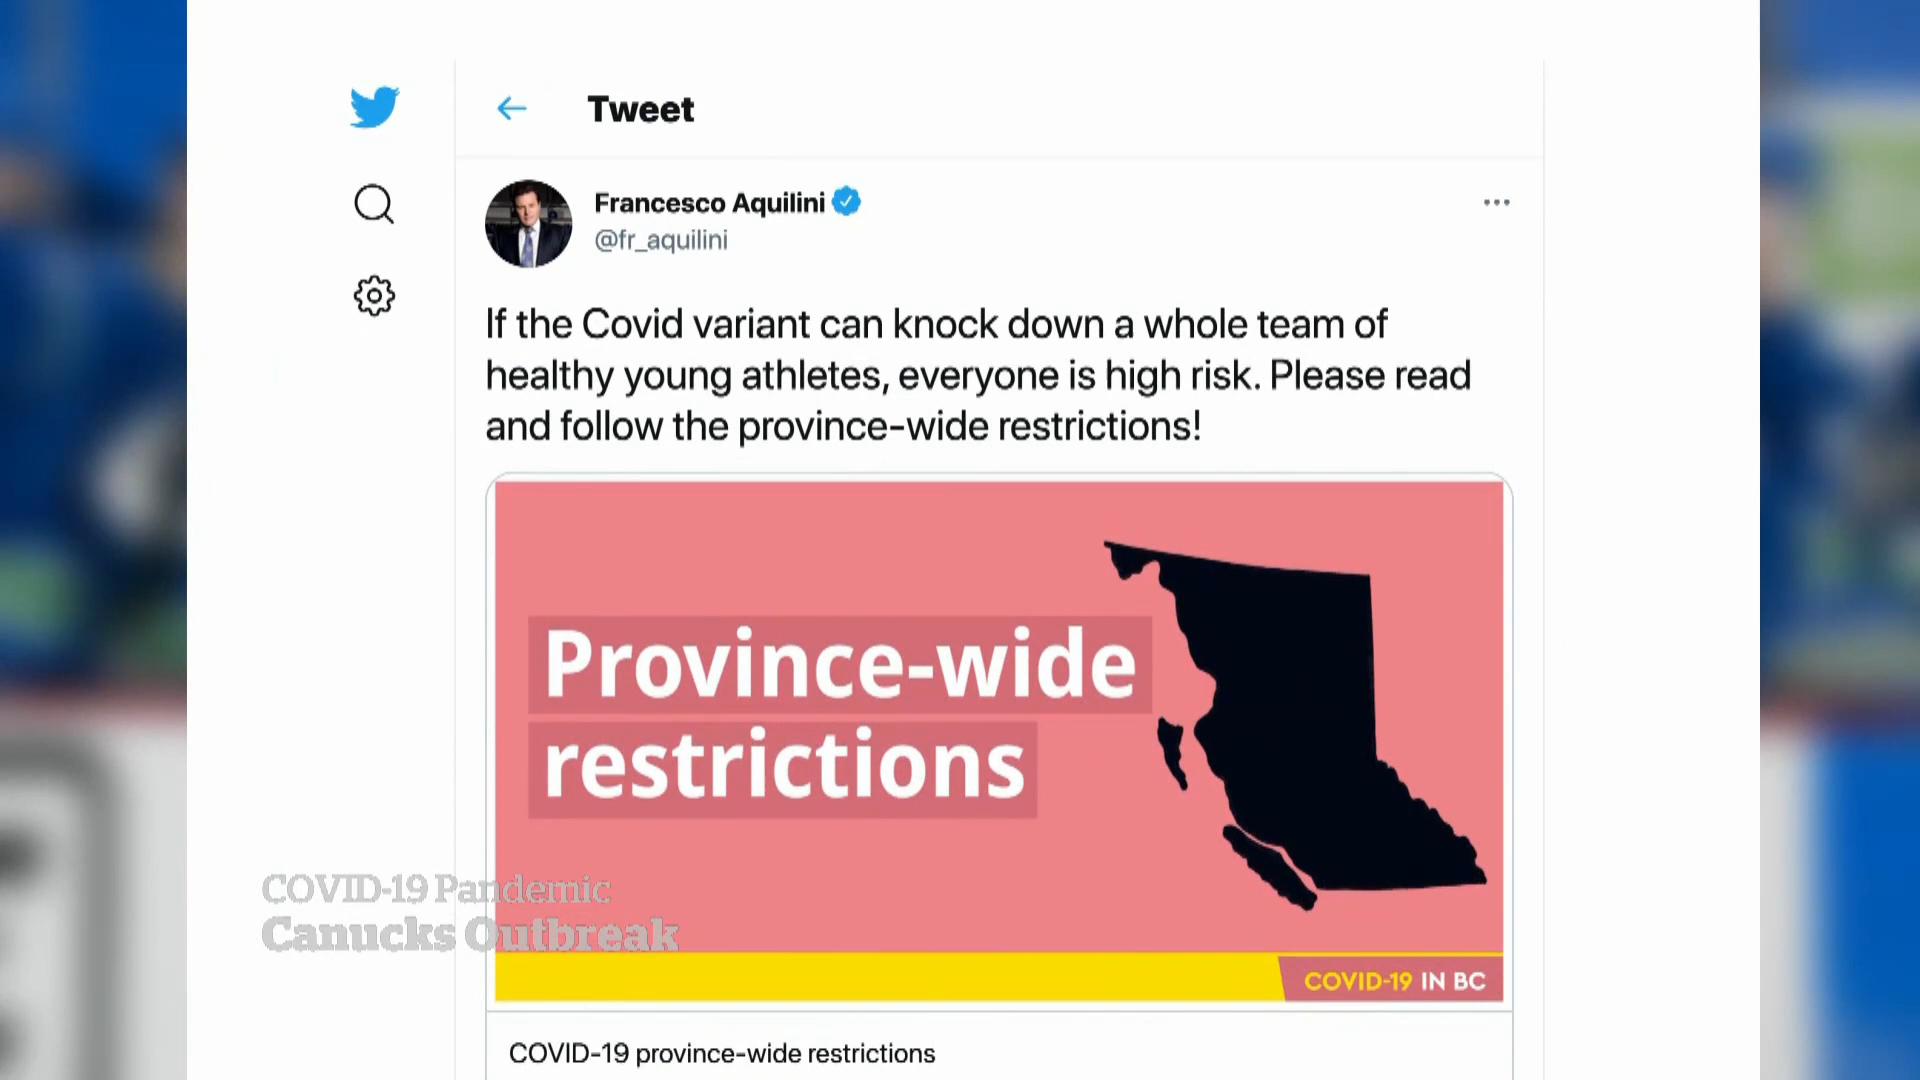 Tweet
Francesco Aquilini
@fr_aquilini
If the Covid variant can knock down a whole team of
healthy young athletes, everyone is high risk. Please read
and follow the province-wide restrictions!
Province-wide
restrictions
COVID-19 Pandemic
Canucks Outbreak
COVID-19 IN BC
COVID-19 province-wide restrictions